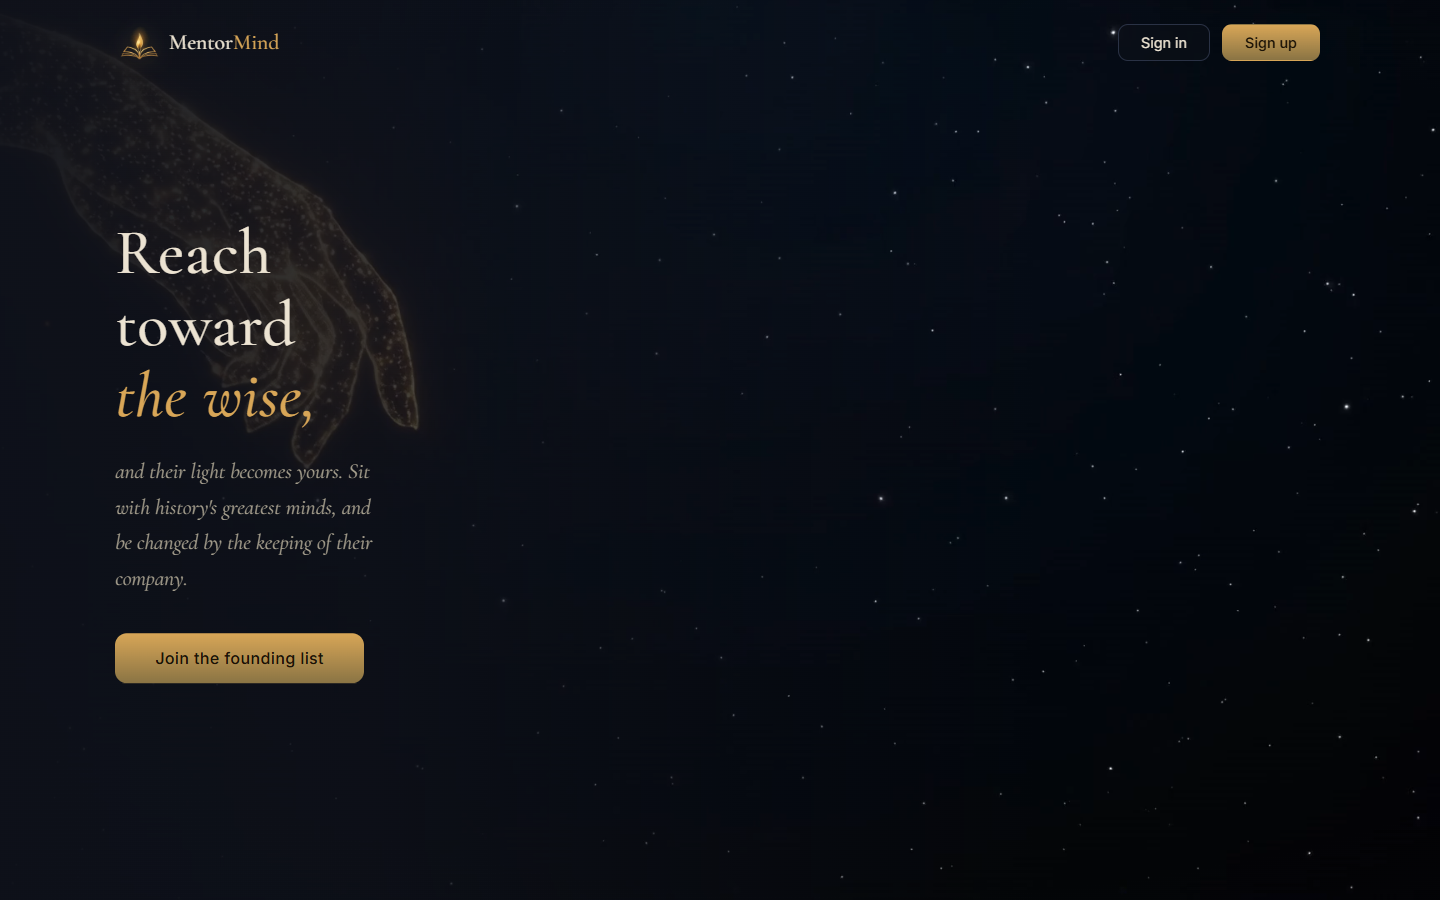 MentorMind
Sign in
Sign up
Reach
toward
the wise,
and their light becomes yours. Sit
with history's greatest minds, and
be changed by the keeping of their
company.
Join the founding list